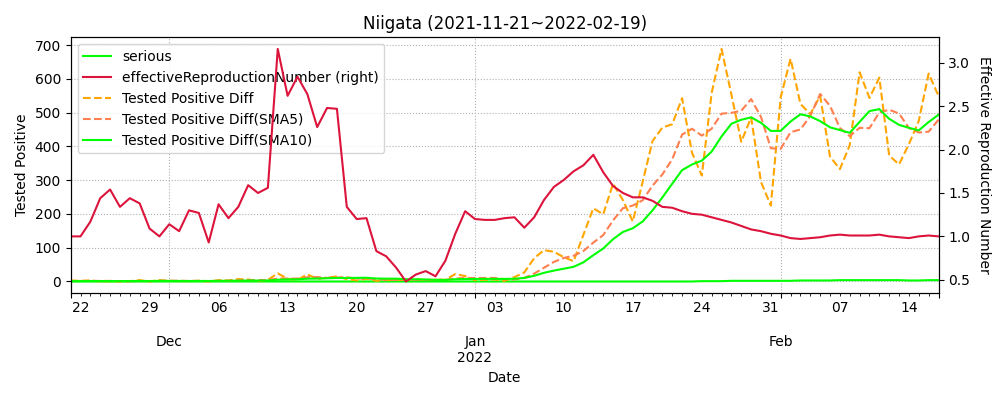 Niigata (2021-11-21~2022-02-19)
serious
effectiveReproductionNumber (right)
Tested Positive Diff
Tested Positive Diff(SMA5)
Tested Positive Diff(SMA10)
Tested Positive
700
600
500
400
300
200
100
0
3.0
2.5
2.0
1.5
1.0
0.5
Effective Reproduction Number
22 29 06 13 20 27 03 10 17 24 31 07 14
Dec Jan Feb
2022
Date